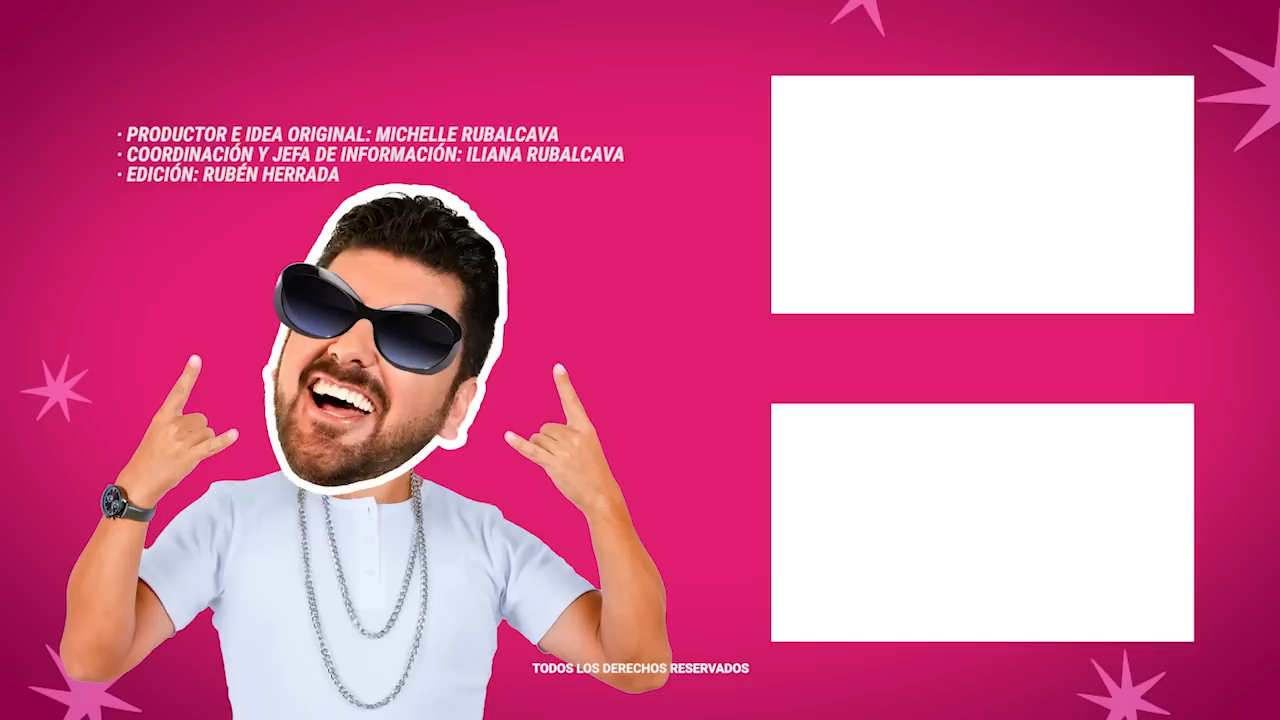 · PRODUCTOR E IDEA ORIGINAL: MICHELLE RUBALCAVA
· COORDINACIÓN Y JEFA DE INFORMACIÓN: ILIANA RUBALCAVA
· EDICIÓN: RUBÉN HERRADA
TODOS LOS DERECHOS RESERVADOS